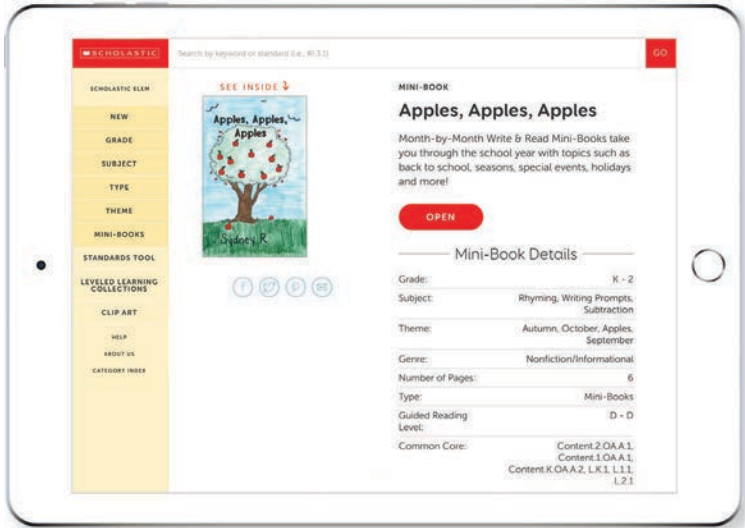 SCHOLASTIC
Search by keyword or standard (i.e., RI.3.1)
GO
SCHOLASTIC ELEM
NEW
GRADE
SUBJECT
TYPE
THEME
MINI-BOOKS
STANDARDS TOOL
LEVELED LEARNING
COLLECTIONS
CLIP ART
HELP
ABOUT US
CATEGORY INDEX
SEE INSIDE
Apples, Apples,
Apples
Sydney R.
MINI-BOOK
Apples, Apples, Apples
Month-by-Month Write & Read Mini-Books take
you through the school year with topics such as
back to school, seasons, special events, holidays
and more!
OPEN
Mini-Book Details
Grade: K - 2
Subject: Rhyming, Writing Prompts,
Subtraction
Theme: Autumn, October, Apples,
September
Genre: Nonfiction/Informational
Number of Pages: 6
Type: Mini-Books
Guided Reading
Level: D - D
Common Core: Content.2.OA.A.1,
Content.1.OA.A.1,
Content.K.OA.A.2, L.K.1, L.1.1,
L.2.1